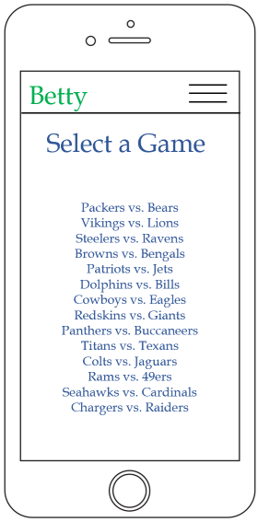 Betty
Select a Game
Packers vs. Bears
Vikings vs. Lions
Steelers vs. Ravens
Browns vs. Bengals
Patriots vs. Jets
Dolphins vs. Bills
Cowboys vs. Eagles
Redskins vs. Giants
Panthers vs. Buccaneers
Titans vs. Texans
Colts vs. Jaguars
Rams vs. 49ers
Seahawks vs. Cardinals
Chargers vs. Raiders